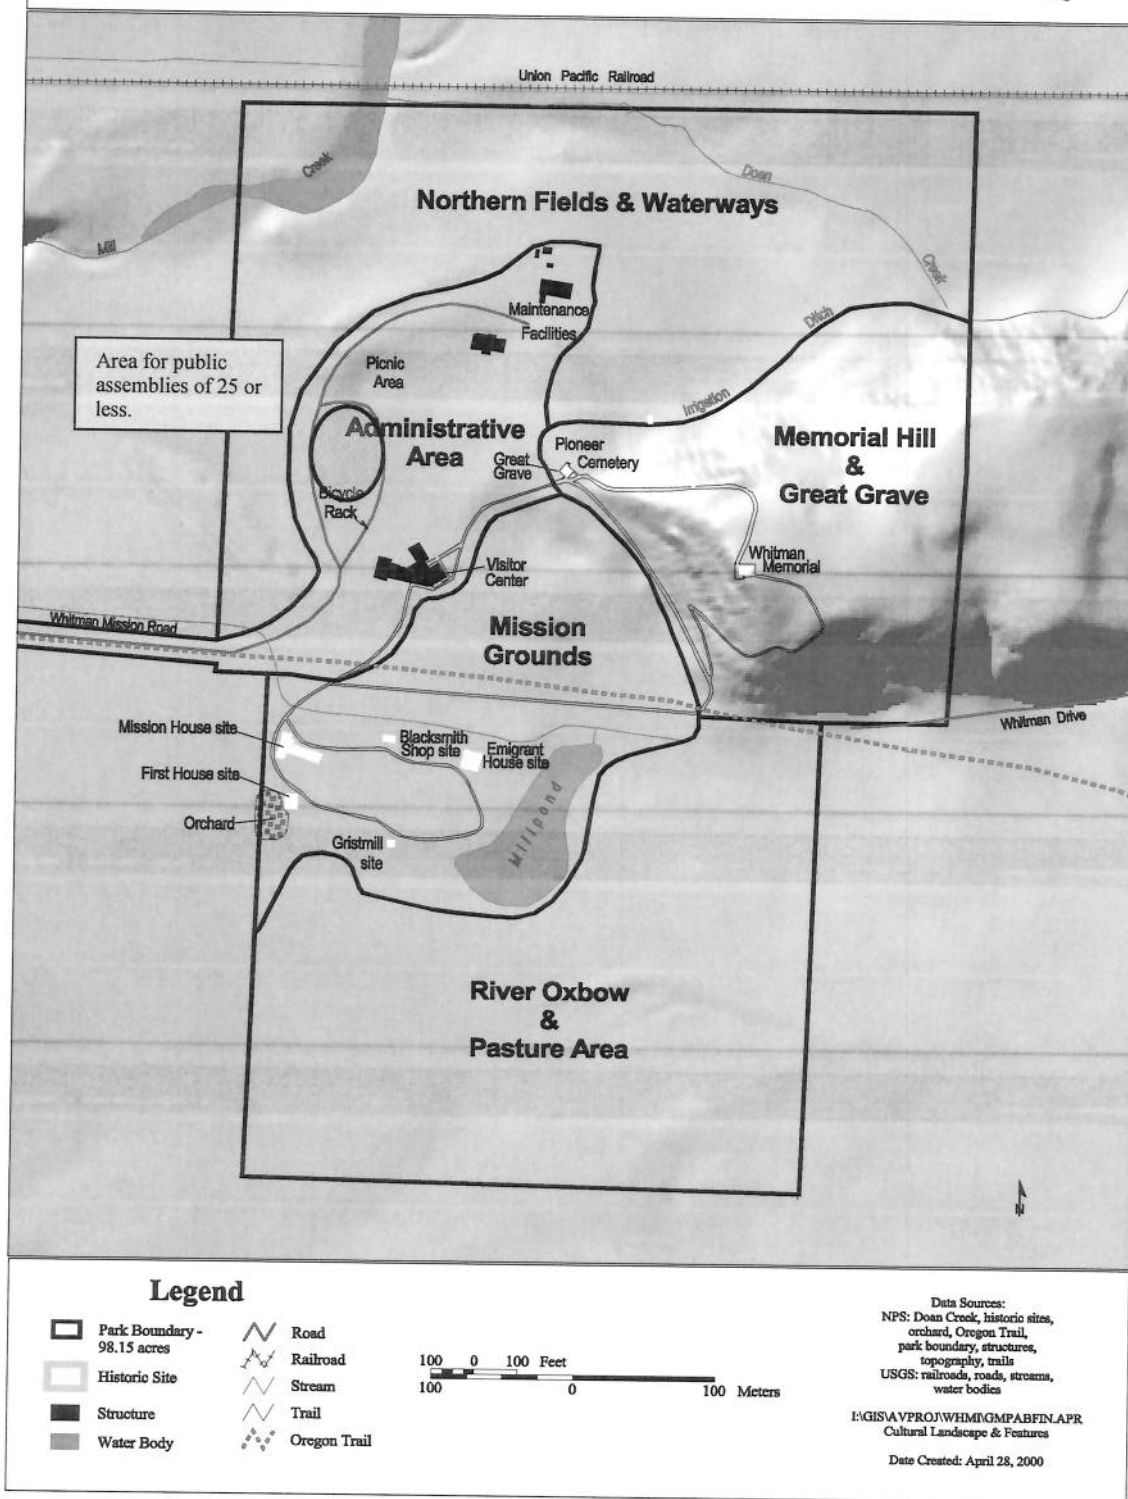 Union Pacific Railroad
Creek
Doan
Northern Fields & Waterways
Mill
Creek
Maintenance
Facilities
Ditch
Area for public
assemblies of 25 or
less.
Picnic
Area
Irrigation
Administrative
Area
Pioneer
Cemetery
Great
Grave
Memorial Hill
&
Great Grave
Bicycle
Rack
Whitman
Memorial
Visitor
Center
Whitman Mission Road
Mission
Grounds
Whitman Drive
Mission House site
Blacksmith
Shop site
Emigrant
House site
First House site
Orchard
Millpond
Gristmill
site
River Oxbow
&
Pasture Area
N
Legend
Park Boundary -
98.15 acres
Historic Site
Structure
Water Body
Road
Railroad
Stream
Trail
Oregon Trail
100 0 100 Feet
100 0 100 Meters
Data Sources:
NPS: Doan Creek, historic sites,
orchard, Oregon Trail,
park boundary, structures,
topography, trails
USGS: railroads, roads, streams,
water bodies
I:\GIS\AVPROJ\WHMI\GMPABFIN.APR
Cultural Landscape & Features
Date Created: April 28, 2000